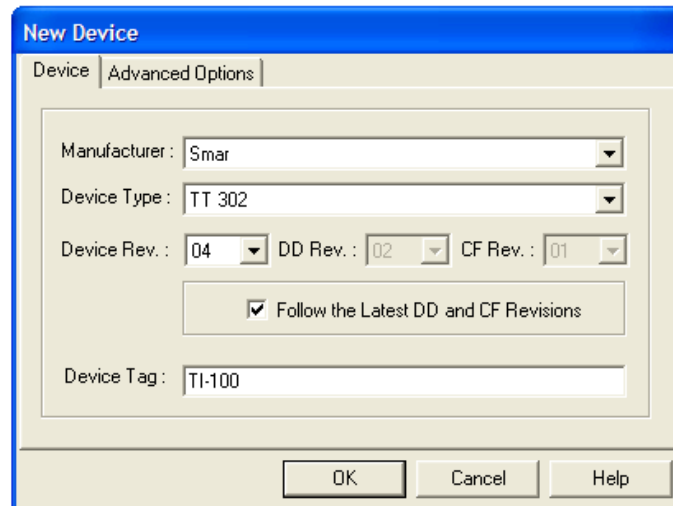 New Device
Device Advanced Options
Manufacturer : Smar
Device Type : TT 302
Device Rev. : 04 DD Rev. : 02 CF Rev. : 01
Follow the Latest DD and CF Revisions
Device Tag : TI-100
OK Cancel Help